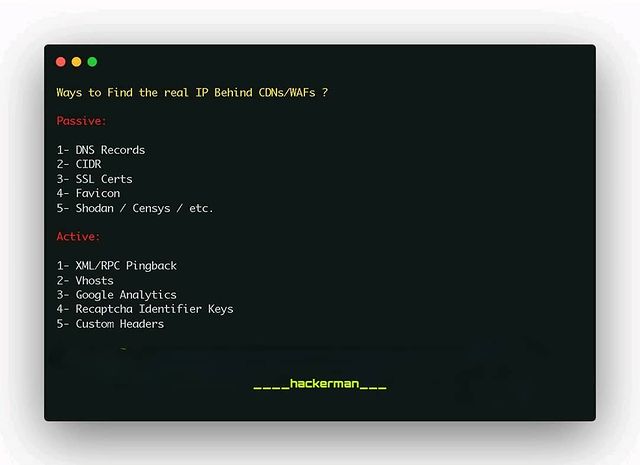 Ways to Find the real IP Behind CDNs/WAFs ?
Passive:
1- DNS Records
2- CIDR
3- SSL Certs
4- Favicon
5- Shodan / Censys / etc.
Active:
1- XML/RPC Pingback
2- Vhosts
3- Google Analytics
4- Recaptcha Identifier Keys
5- Custom Headers
____hackerman___